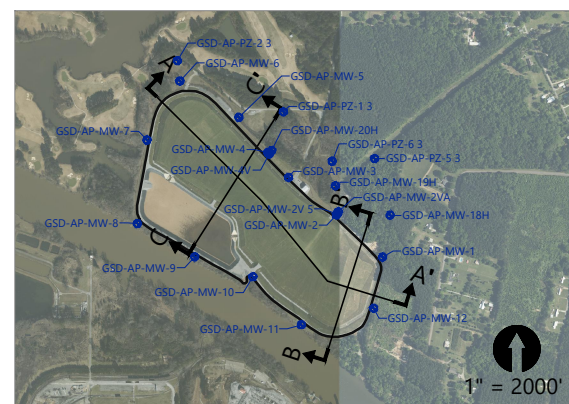 GSD-AP-PZ-2 3
A
GSD-AP-MW-6
C'
GSD-AP-MW-5
GSD-AP-PZ-1 3
GSD-AP-MW-7
GSD-AP-MW-20H
GSD-AP-MW-4
GSD-AP-PZ-6 3
GSD-AP-PZ-5 3
GSD-AP-MW-3
GSD-AP-MW-19H
GSD-AP-MW-2VA
B'
GSD-AP-MW-2V 5
GSD-AP-MW-18H
GSD-AP-MW-8
GSD-AP-MW-2
C
GSD-AP-MW-1
GSD-AP-MW-9
A'
GSD-AP-MW-10
GSD-AP-MW-12
GSD-AP-MW-11
B
1" = 2000'